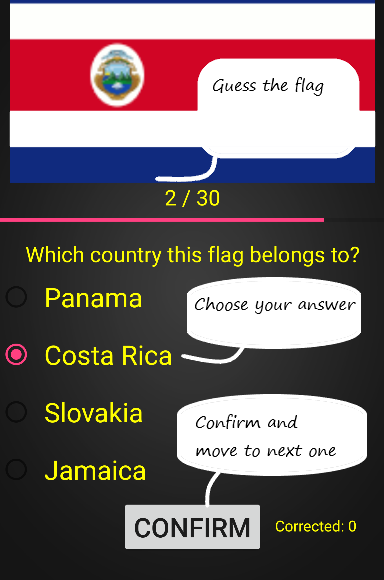 Guess the flag
2 / 30
Which country this flag belongs to?
Panama
Choose your answer
Costa Rica
Slovakia
Confirm and
move to next one
Jamaica
CONFIRM
Corrected: 0